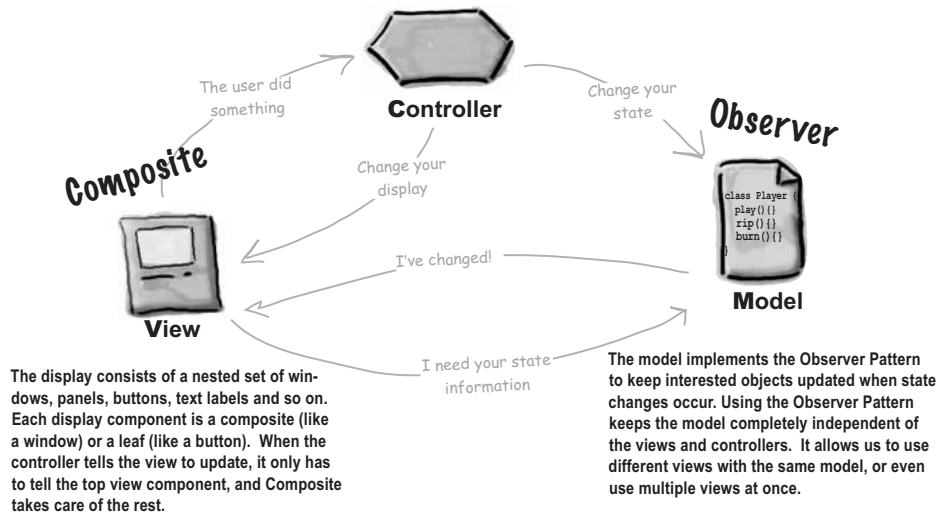 The user did
something
Controller
Change your
state
Observer
Composite
Change your
display
class Player {
play(){}
rip(){}
burn(){}
}
I've changed!
View
Model
I need your state
information
The display consists of a nested set of win-
dows, panels, buttons, text labels and so on.
Each display component is a composite (like
a window) or a leaf (like a button).  When the
controller tells the view to update, it only has
to tell the top view component, and Composite
takes care of the rest.
The model implements the Observer Pattern
to keep interested objects updated when state
changes occur. Using the Observer Pattern
keeps the model completely independent of
the views and controllers.  It allows us to use
different views with the same model, or even
use multiple views at once.